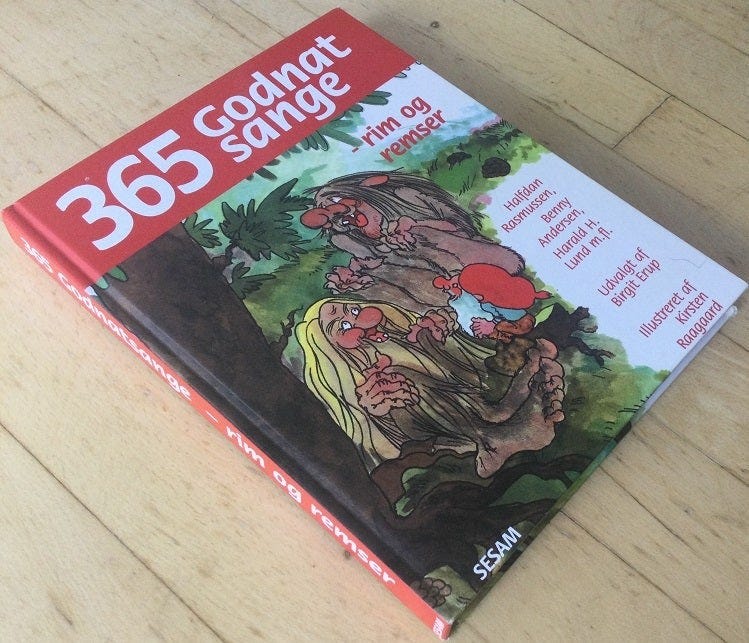 365 Godnat
sange
- rim og
remser
Halfdan
Rasmussen,
Benny
Andersen,
Harald H.
Lund m.fl.
Udvalgt af
Birgit Erup
Illustreret af
Kirsten
Raagaard
SESAM
365 Godnatsange – rim og remser
SESAM